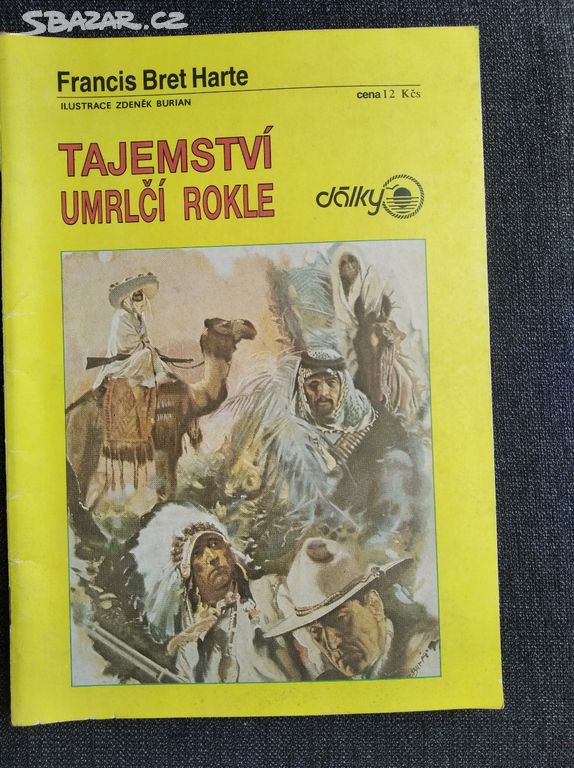 SBAZAR.CZ
Francis Bret Harte
ILUSTRACE ZDENĚK BURIAN
cena 12 Kčs
TAJEMSTVÍ
UMRLČÍ ROKLE
dálky